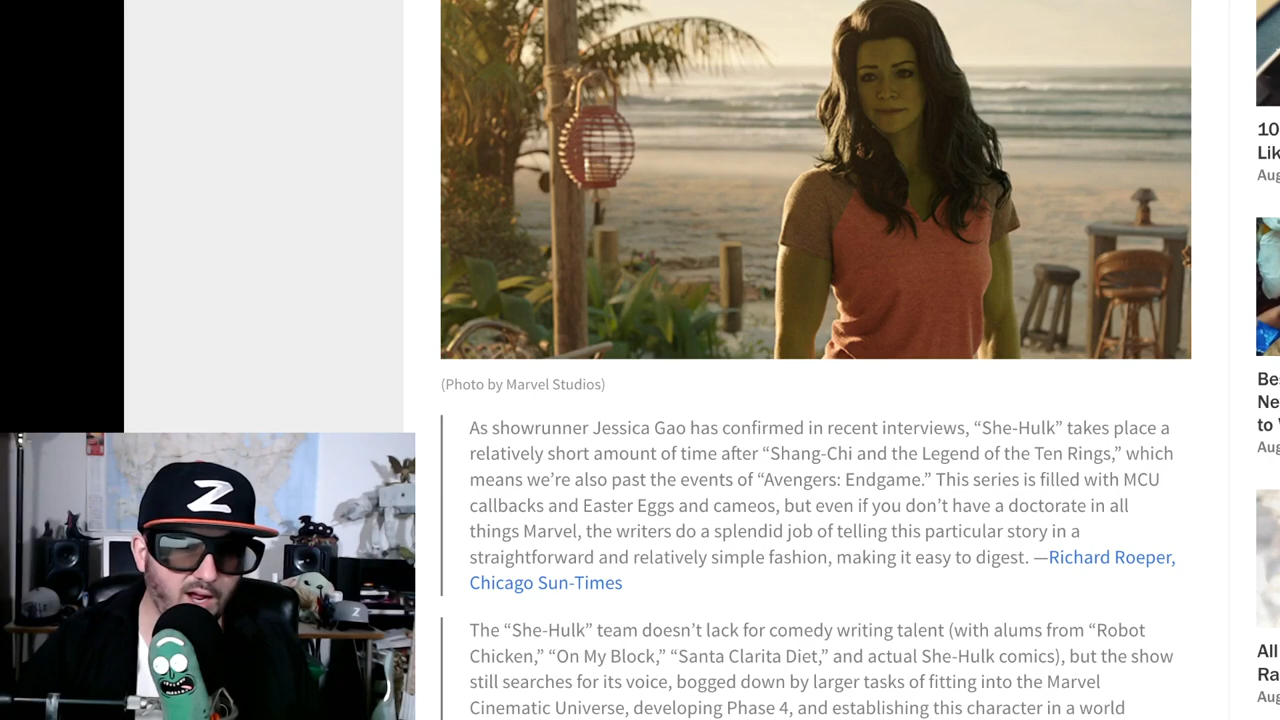 (Photo by Marvel Studios)
As showrunner Jessica Gao has confirmed in recent interviews, “She-Hulk” takes place a
relatively short amount of time after “Shang-Chi and the Legend of the Ten Rings,” which
means we’re also past the events of “Avengers: Endgame.” This series is filled with MCU
callbacks and Easter Eggs and cameos, but even if you don’t have a doctorate in all
things Marvel, the writers do a splendid job of telling this particular story in a
straightforward and relatively simple fashion, making it easy to digest. —Richard Roeper,
Chicago Sun-Times
The “She-Hulk” team doesn’t lack for comedy writing talent (with alums from “Robot
Chicken,” “On My Block,” “Santa Clarita Diet,” and actual She-Hulk comics), but the show
still searches for its voice, bogged down by larger tasks of fitting into the Marvel
Cinematic Universe, developing Phase 4, and establishing this character in a world
10
Lik
Aug
Be
Ne
to
Aug
All
Ra
Aug
Z
Z